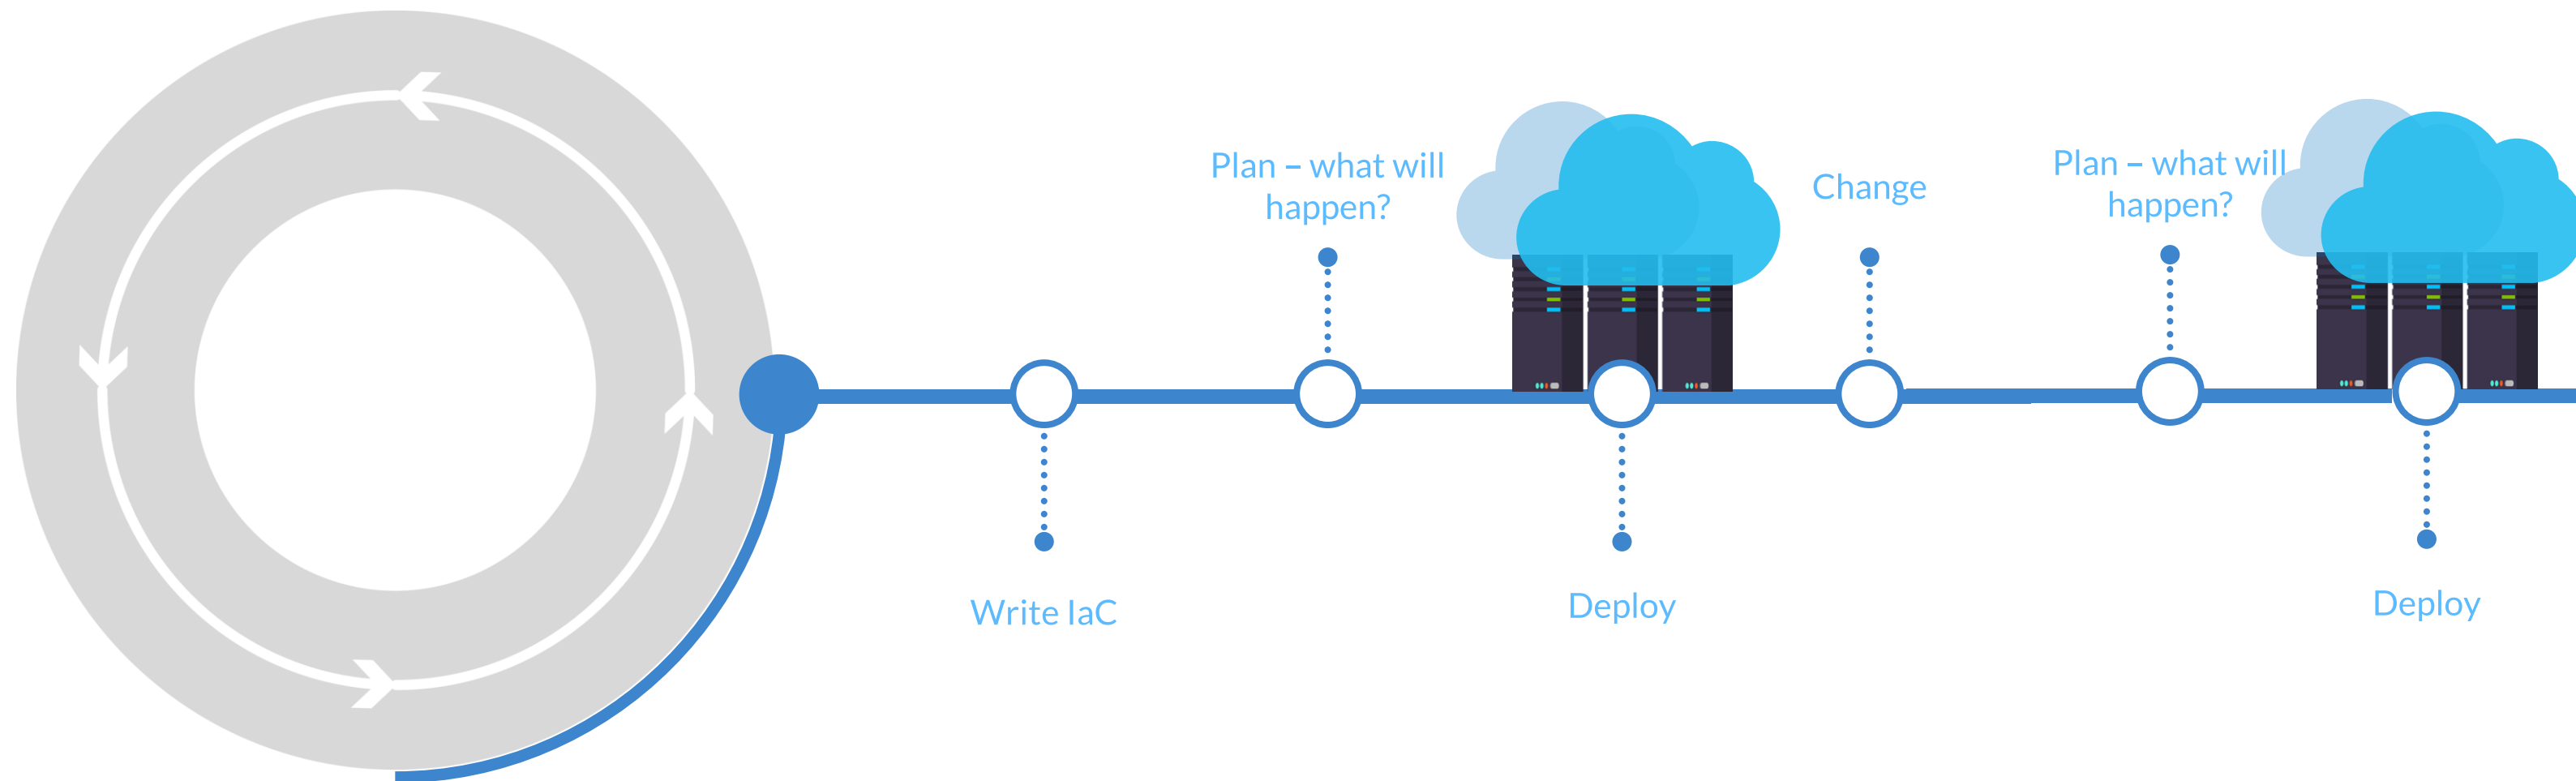 Plan – what will
happen?
Change
Plan – what will
happen?
Write IaC
Deploy
Deploy